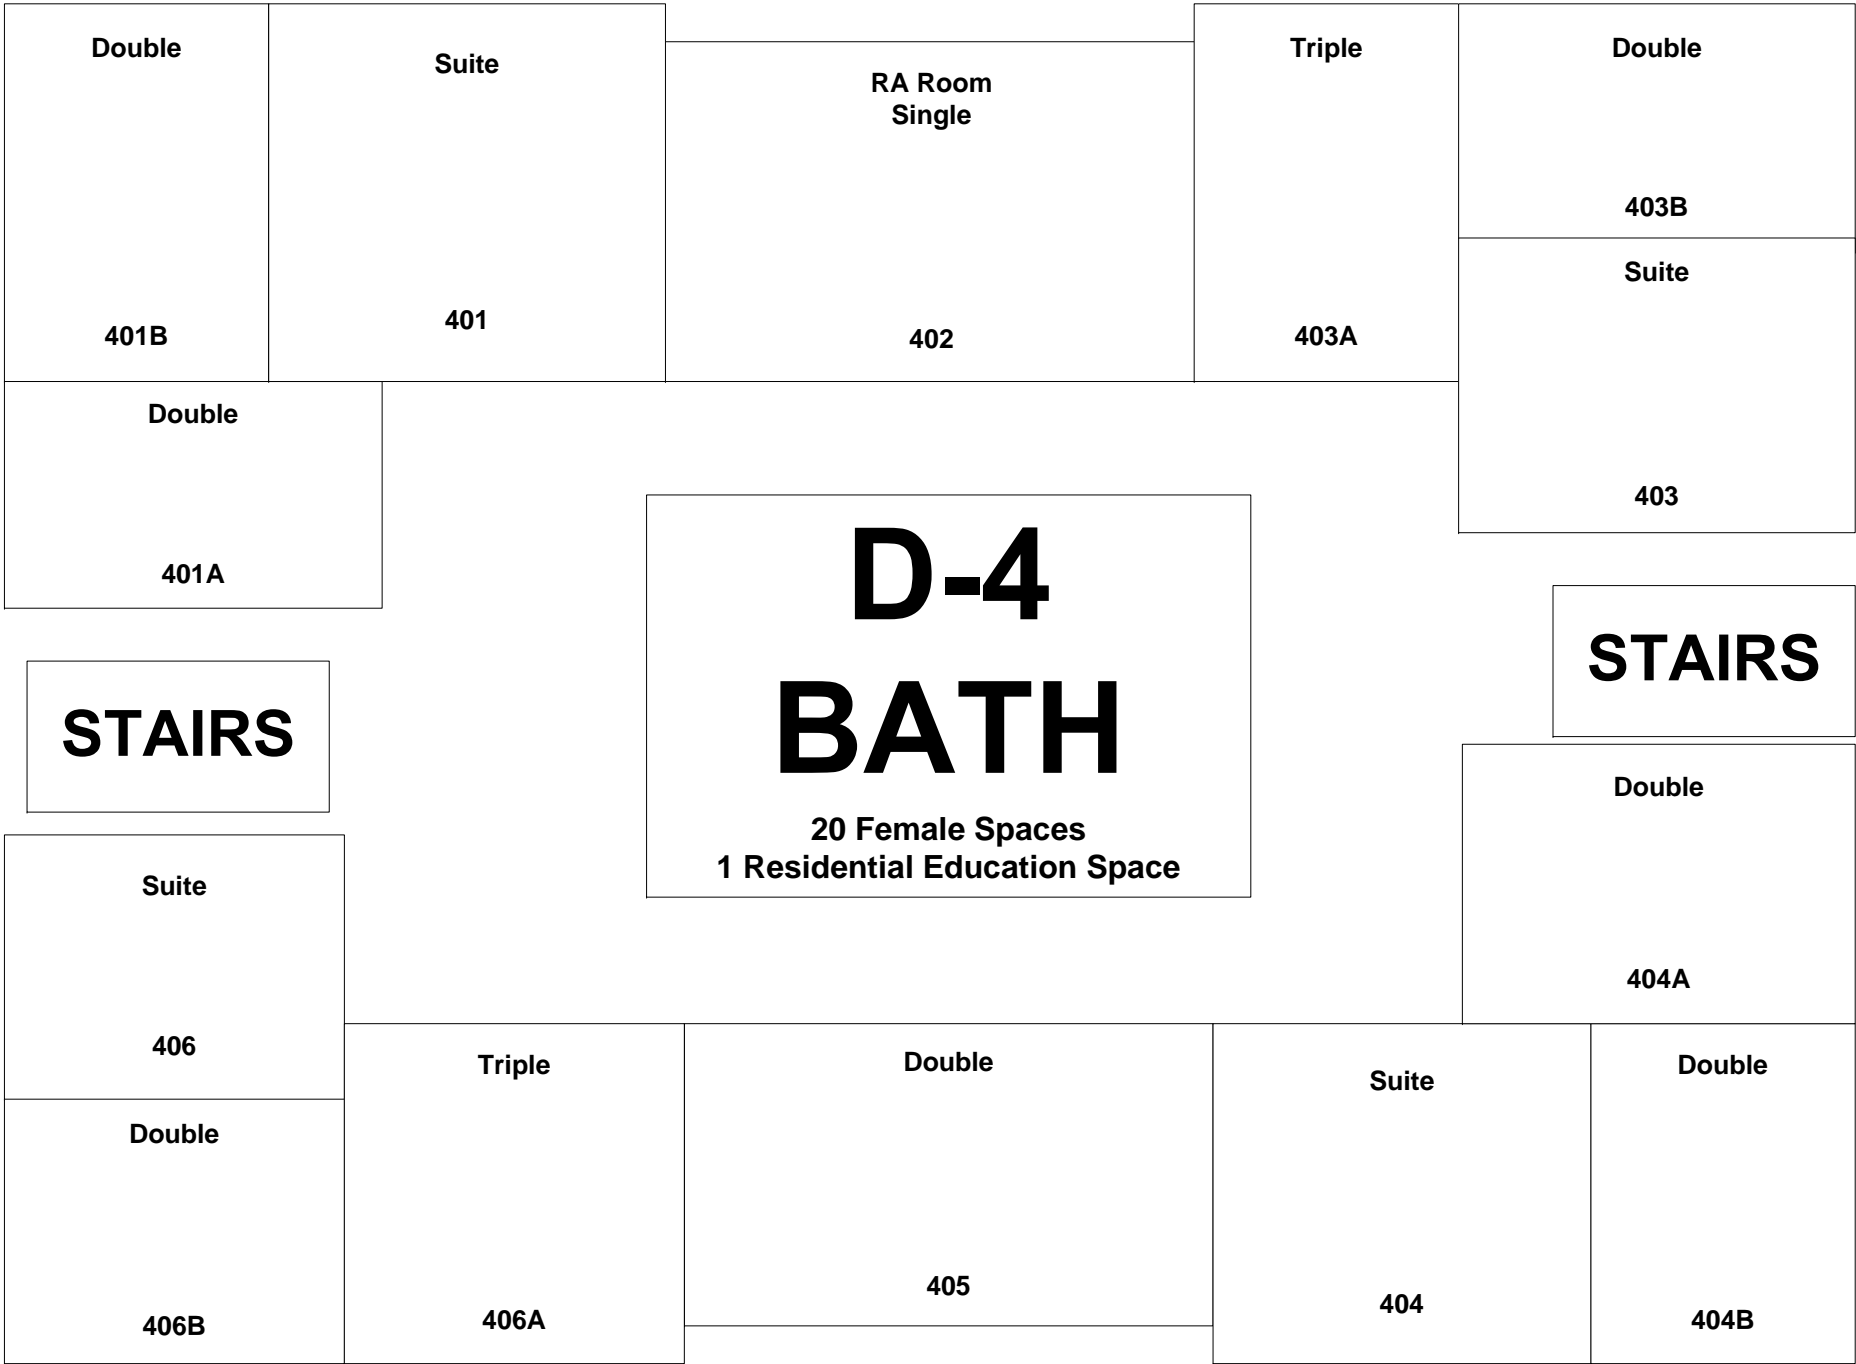 Double
401B
Suite
401
RA Room
Single
402
Triple
403A
Double
403B
Suite
403
Double
401A
D-4
BATH
20 Female Spaces
1 Residential Education Space
STAIRS
STAIRS
Double
404A
Suite
406
Double
406B
Triple
406A
Double
405
Suite
404
Double
404B